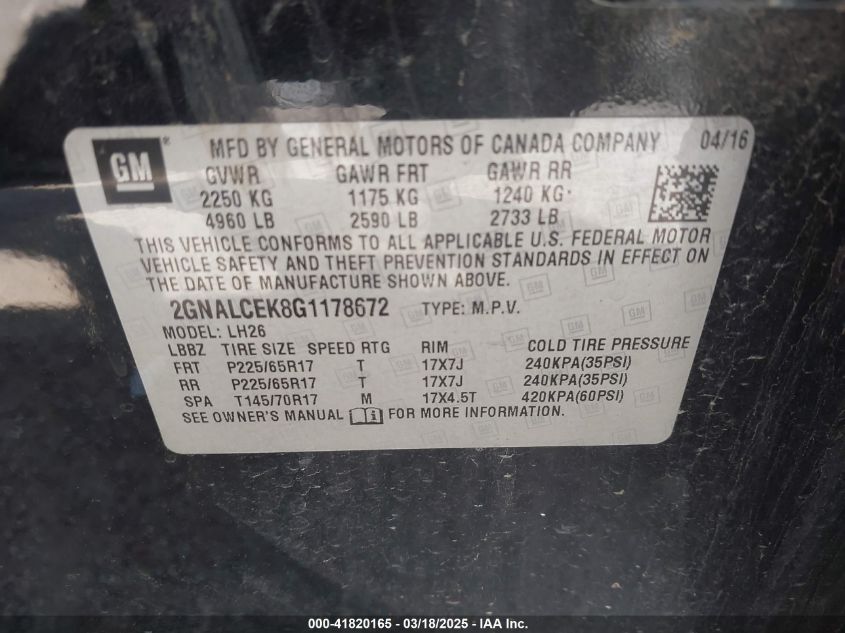 GM ® MFD BY GENERAL MOTORS OF CANADA COMPANY 04/16
GVWR GAWR FRT GAWR RR
2250 KG 1175 KG 1240 KG
4960 LB 2590 LB 2733 LB
THIS VEHICLE CONFORMS TO ALL APPLICABLE U.S. FEDERAL MOTOR
VEHICLE SAFETY AND THEFT PREVENTION STANDARDS IN EFFECT ON
THE DATE OF MANUFACTURE SHOWN ABOVE.
2GNALCEK8G1178672 TYPE: M.P.V.
MODEL: LH26
LBBZ TIRE SIZE SPEED RTG RIM COLD TIRE PRESSURE
FRT P225/65R17 T 17X7J 240KPA(35PSI)
RR P225/65R17 T 17X7J 240KPA(35PSI)
SPA T145/70R17 M 17X4.5T 420KPA(60PSI)
SEE OWNER'S MANUAL FOR MORE INFORMATION.
000-41820165 - 03/18/2025 - IAA Inc.